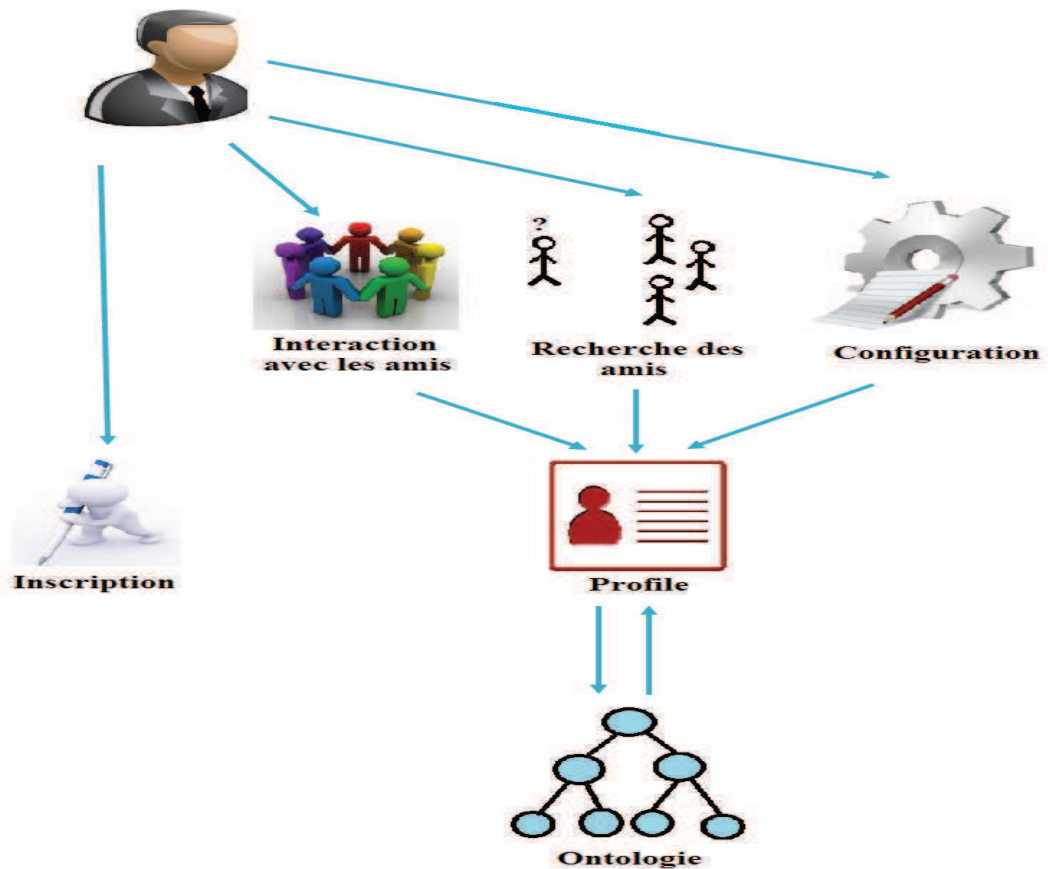 ?
Interaction
avec les amis
Recherche des
amis
Configuration
Inscription
Profile
Ontologie